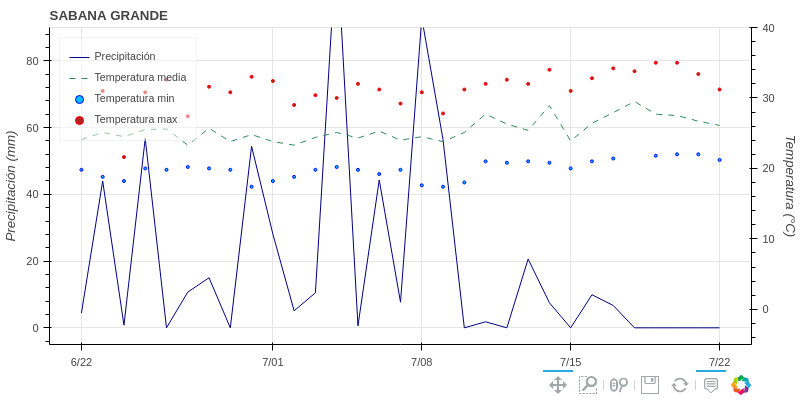 SABANA GRANDE
Precipitación
Temperatura media
Temperatura min
Temperatura max
Precipitación (mm)
80
60
40
20
0
Temperatura (°C)
40
30
20
10
0
6/22
7/01
7/08
7/15
7/22